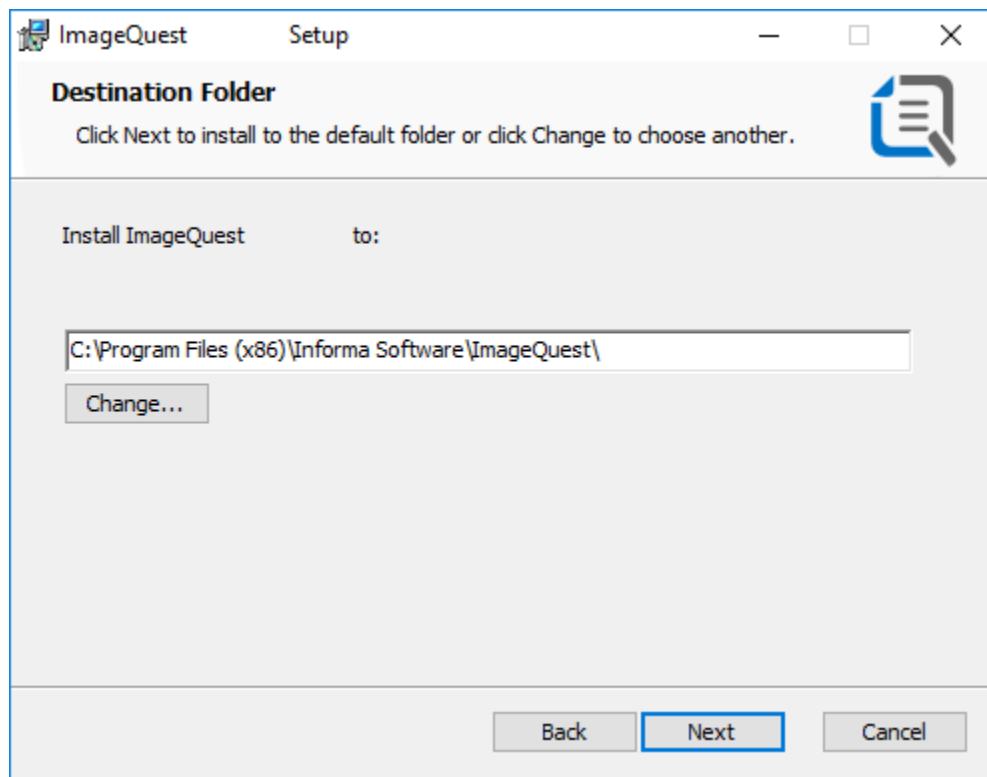 ImageQuest Setup
Destination Folder
Click Next to install to the default folder or click Change to choose another.
Install ImageQuest to:
C:\Program Files (x86)\Informa Software\ImageQuest\
Change...
Back Next Cancel